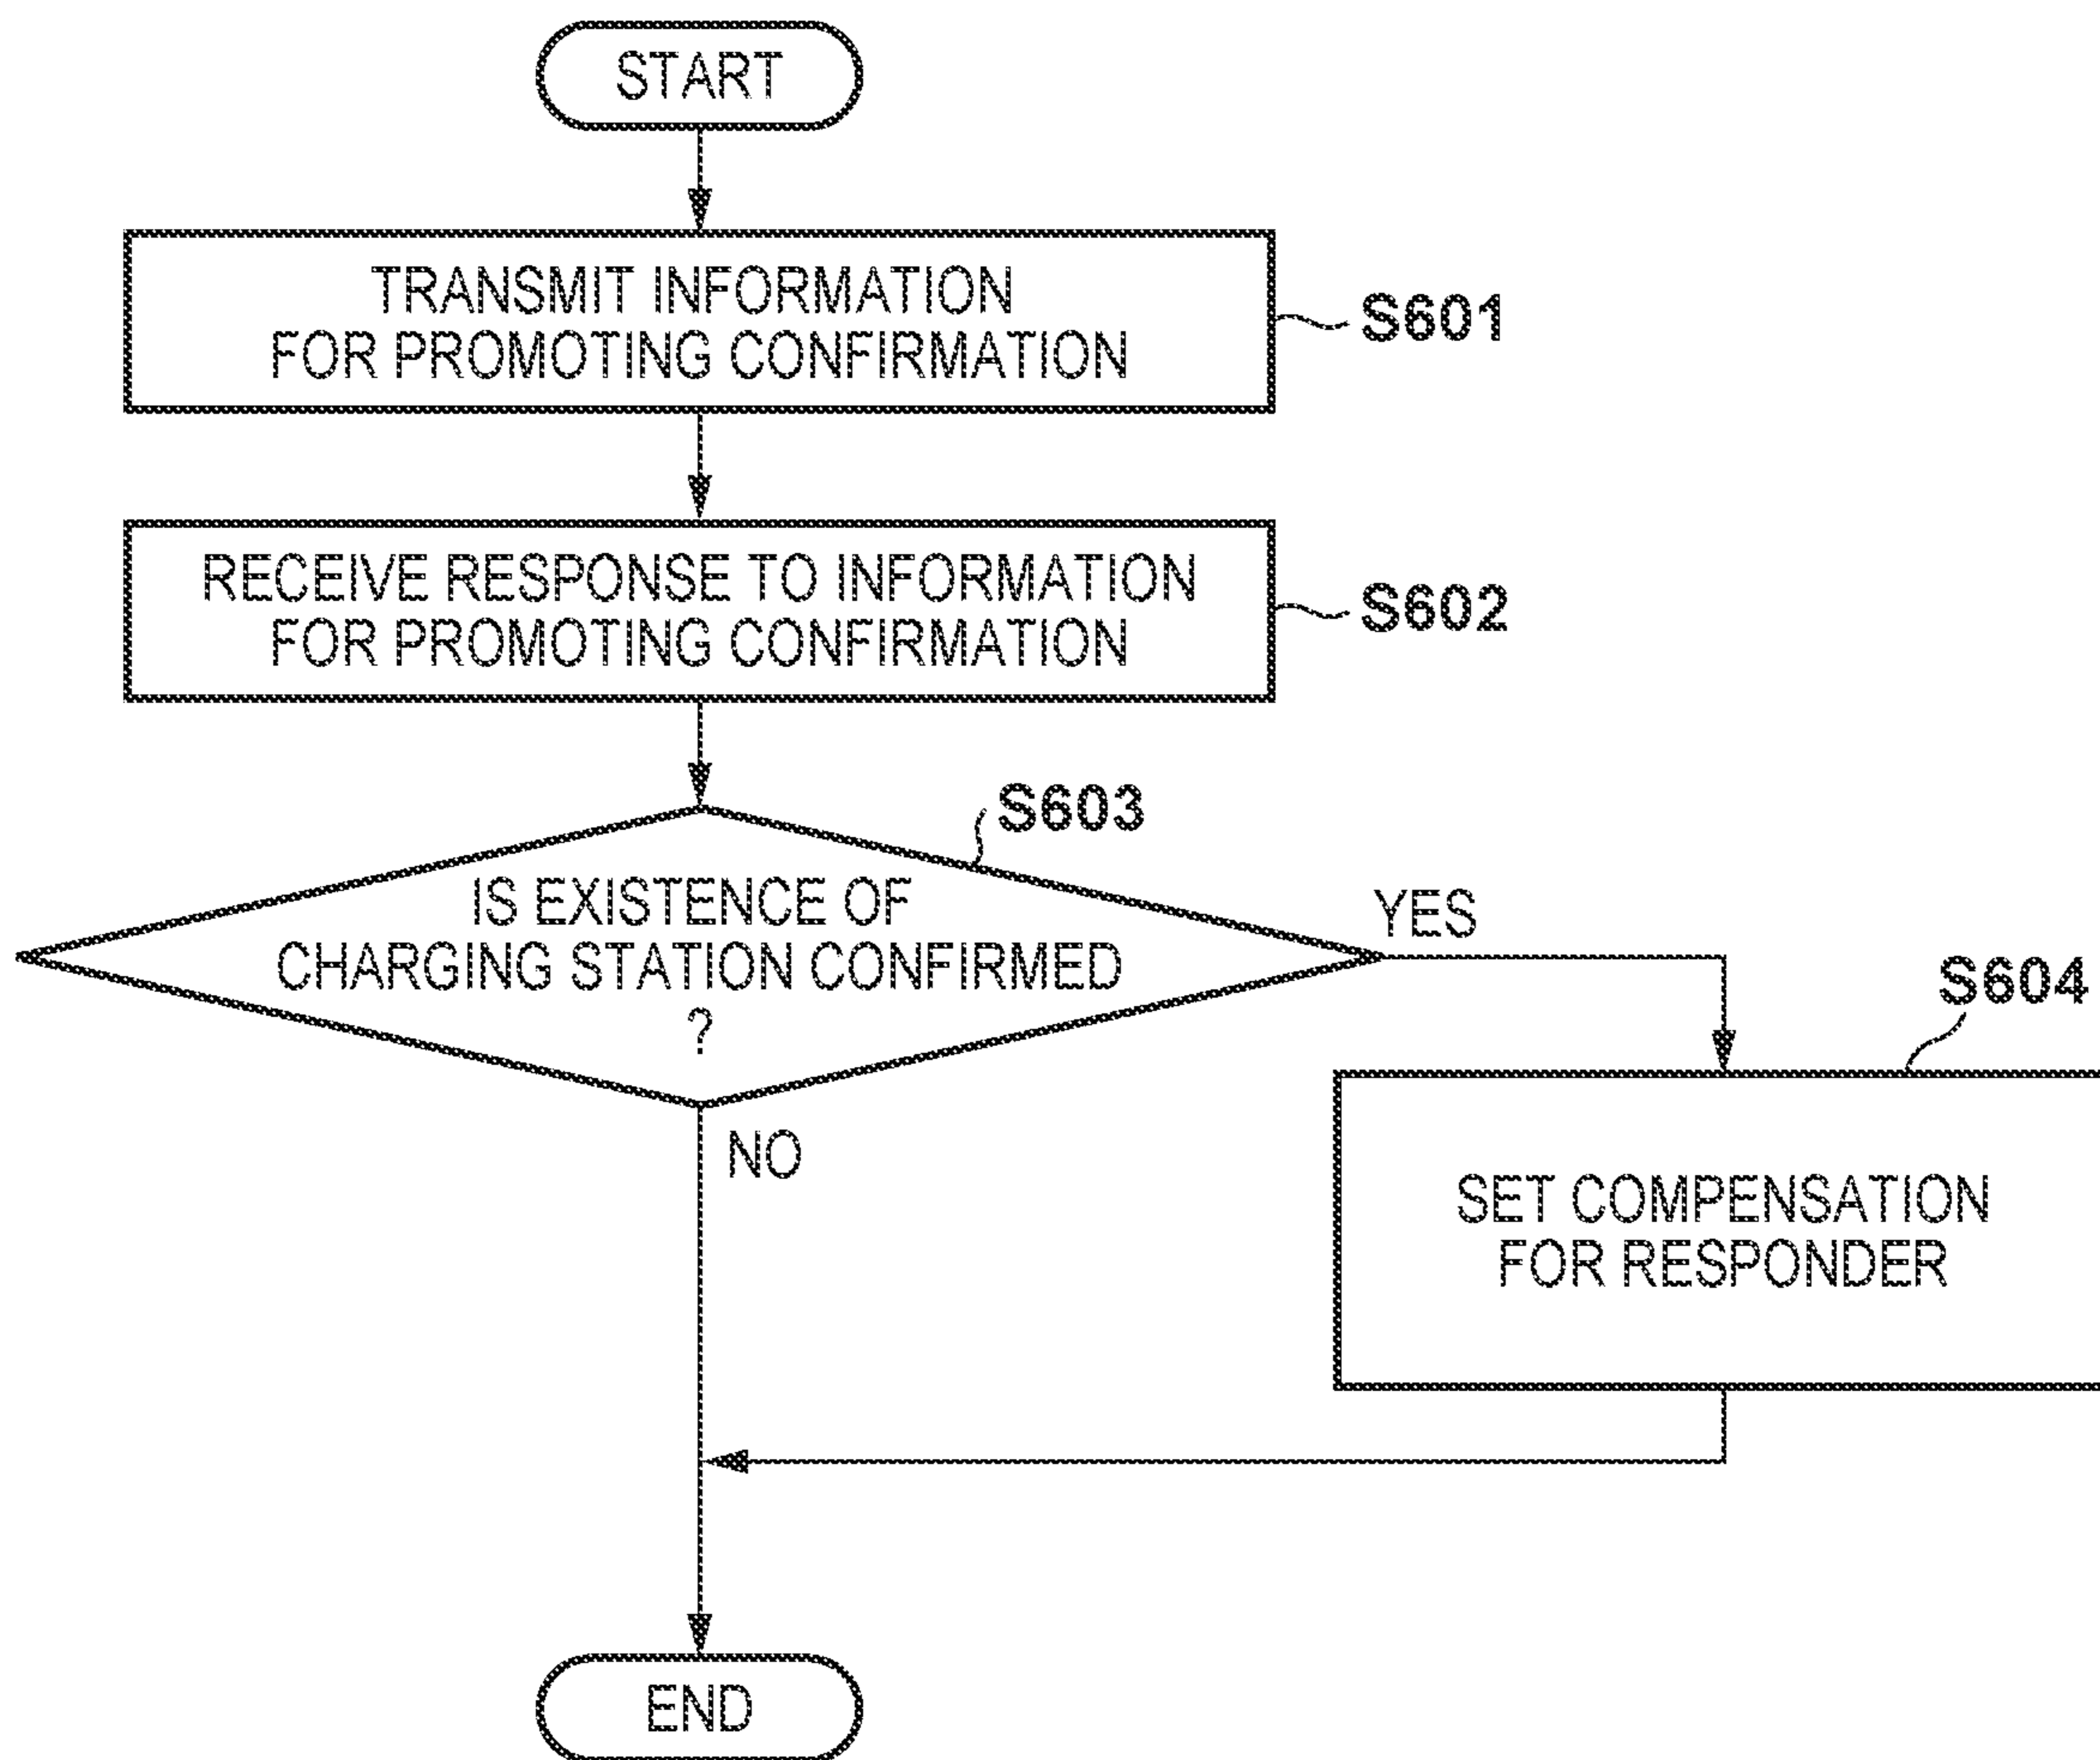 START
TRANSMIT INFORMATION
FOR PROMOTING CONFIRMATION
S601
RECEIVE RESPONSE TO INFORMATION
FOR PROMOTING CONFIRMATION
S602
S603
IS EXISTENCE OF
CHARGING STATION CONFIRMED
?
YES
NO
S604
SET COMPENSATION
FOR RESPONDER
END